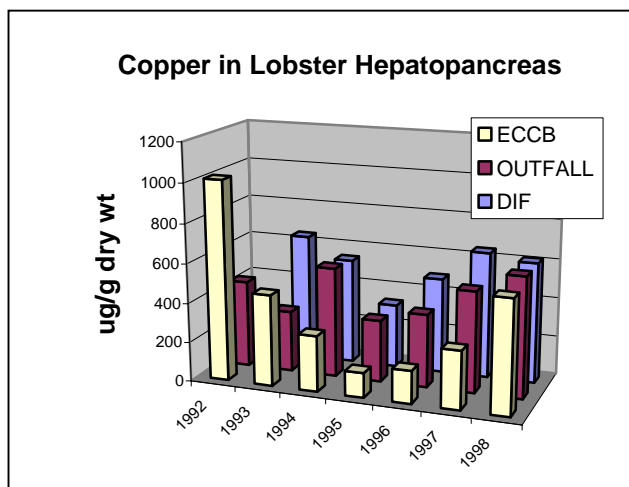 Copper in Lobster Hepatopancreas
ug/g dry wt
1200
1000
800
600
400
200
0
ECCB
OUTFALL
DIF
1992
1993
1994
1995
1996
1997
1998